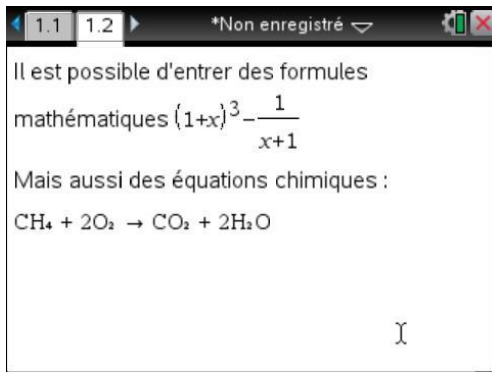 1.1 1.2 *Non enregistré
Il est possible d'entrer des formules
mathématiques (1+x)³−1/(x+1)
Mais aussi des équations chimiques :
CH₄ + 2O₂ → CO₂ + 2H₂O